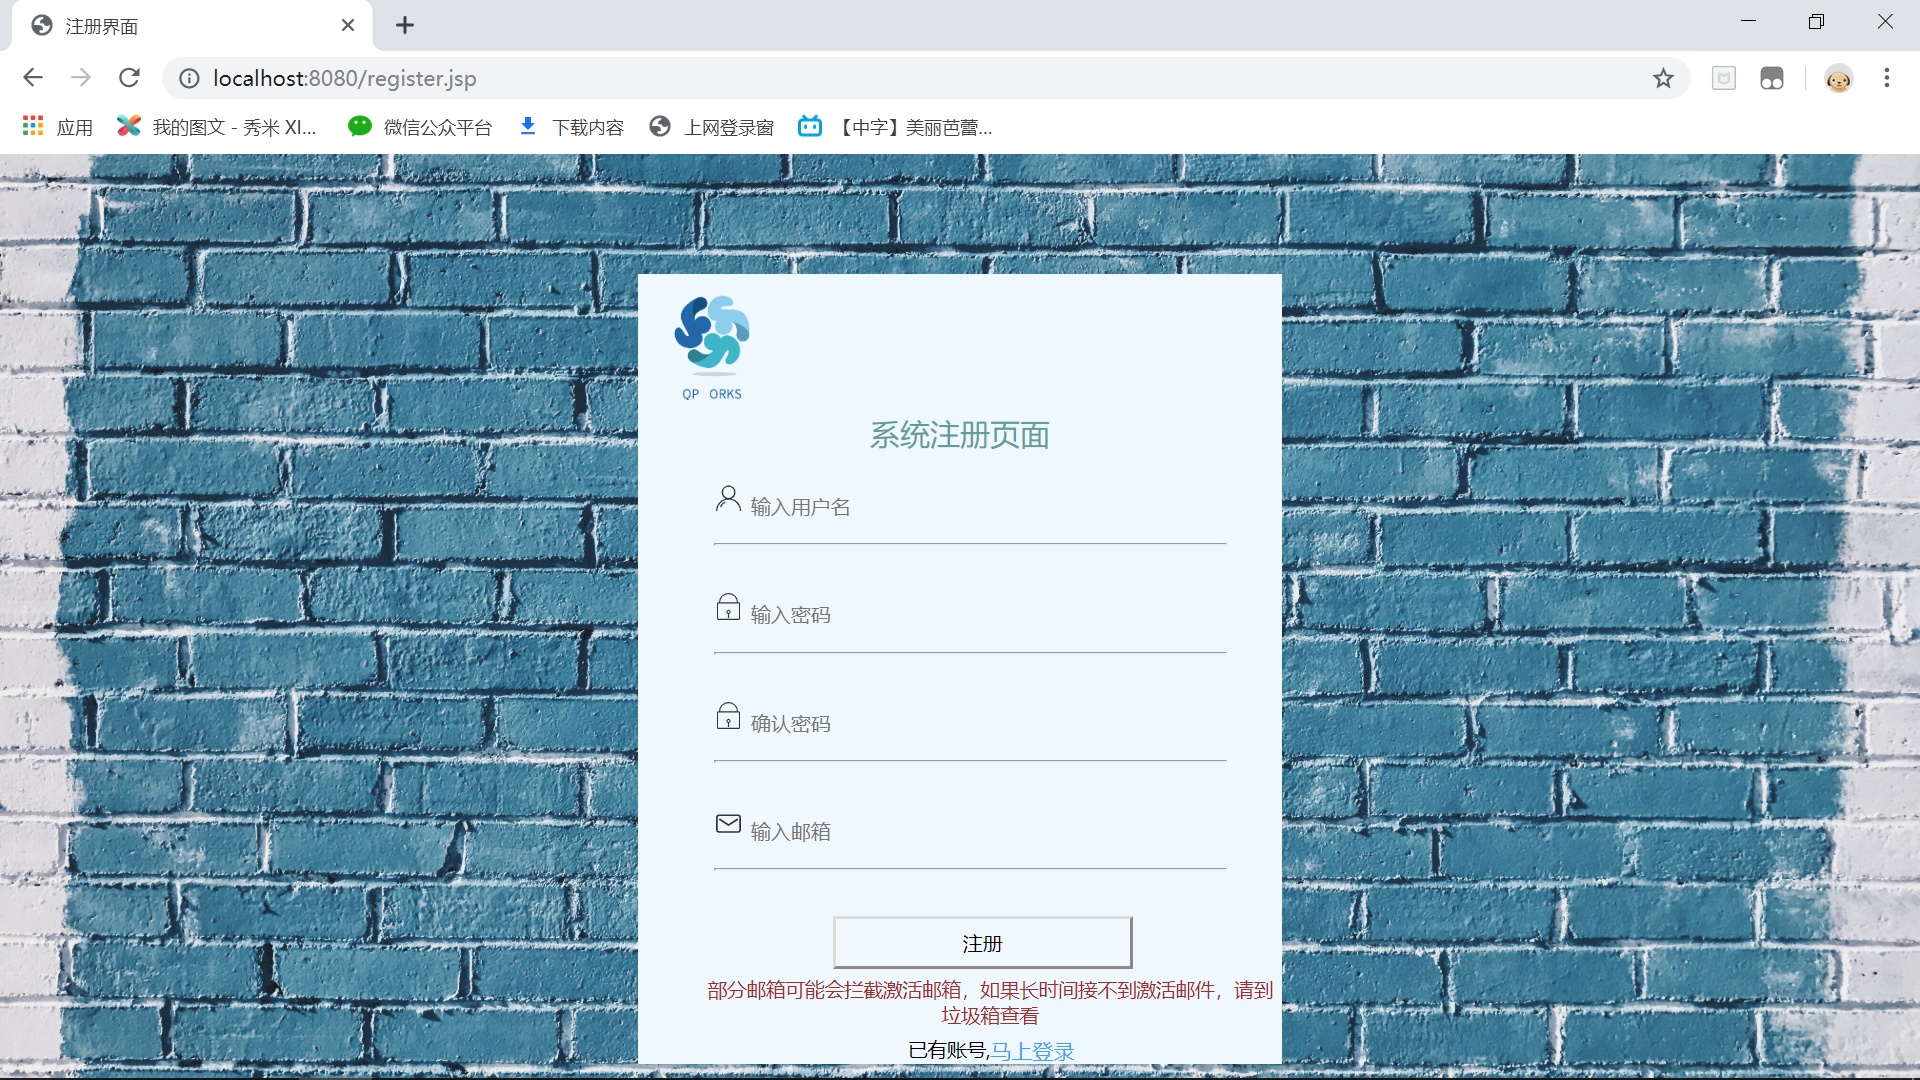 注册界面
localhost:8080/register.jsp
应用
我的图文 - 秀米 XI...
微信公众平台
下载内容
上网登录窗
【中字】美丽芭蕾...
QP ORKS
系统注册页面
输入用户名
输入密码
确认密码
输入邮箱
注册
部分邮箱可能会拦截激活邮箱，如果长时间接不到激活邮件，请到
垃圾箱查看
已有账号,马上登录